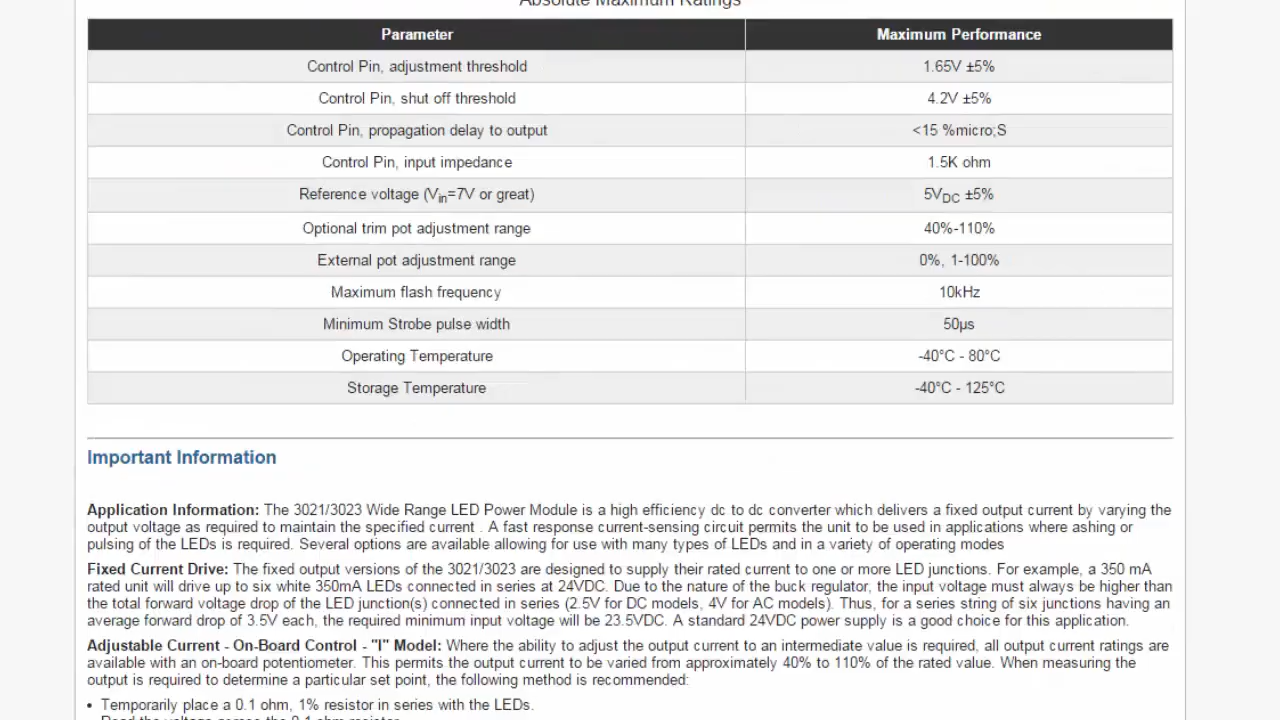 Absolute Maximum Ratings
Parameter Maximum Performance
Control Pin, adjustment threshold 1.65V ±5%
Control Pin, shut off threshold 4.2V ±5%
Control Pin, propagation delay to output <15 %micro;S
Control Pin, input impedance 1.5K ohm
Reference voltage (Vin=7V or great) 5VDC ±5%
Optional trim pot adjustment range 40%-110%
External pot adjustment range 0%, 1-100%
Maximum flash frequency 10kHz
Minimum Strobe pulse width 50µs
Operating Temperature -40°C - 80°C
Storage Temperature -40°C - 125°C
Important Information
Application Information: The 3021/3023 Wide Range LED Power Module is a high efficiency dc to dc converter which delivers a fixed output current by varying the
output voltage as required to maintain the specified current . A fast response current-sensing circuit permits the unit to be used in applications where ashing or
pulsing of the LEDs is required. Several options are available allowing for use with many types of LEDs and in a variety of operating modes
Fixed Current Drive: The fixed output versions of the 3021/3023 are designed to supply their rated current to one or more LED junctions. For example, a 350 mA
rated unit will drive up to six white 350mA LEDs connected in series at 24VDC. Due to the nature of the buck regulator, the input voltage must always be higher than
the total forward voltage drop of the LED junction(s) connected in series (2.5V for DC models, 4V for AC models). Thus, for a series string of six junctions having an
average forward drop of 3.5V each, the required minimum input voltage will be 23.5VDC. A standard 24VDC power supply is a good choice for this application.
Adjustable Current - On-Board Control - "I" Model: Where the ability to adjust the output current to an intermediate value is required, all output current ratings are
available with an on-board potentiometer. This permits the output current to be varied from approximately 40% to 110% of the rated value. When measuring the
output is required to determine a particular set point, the following method is recommended:
• Temporarily place a 0.1 ohm, 1% resistor in series with the LEDs.
• Read the voltage across the 0.1 ohm resistor.